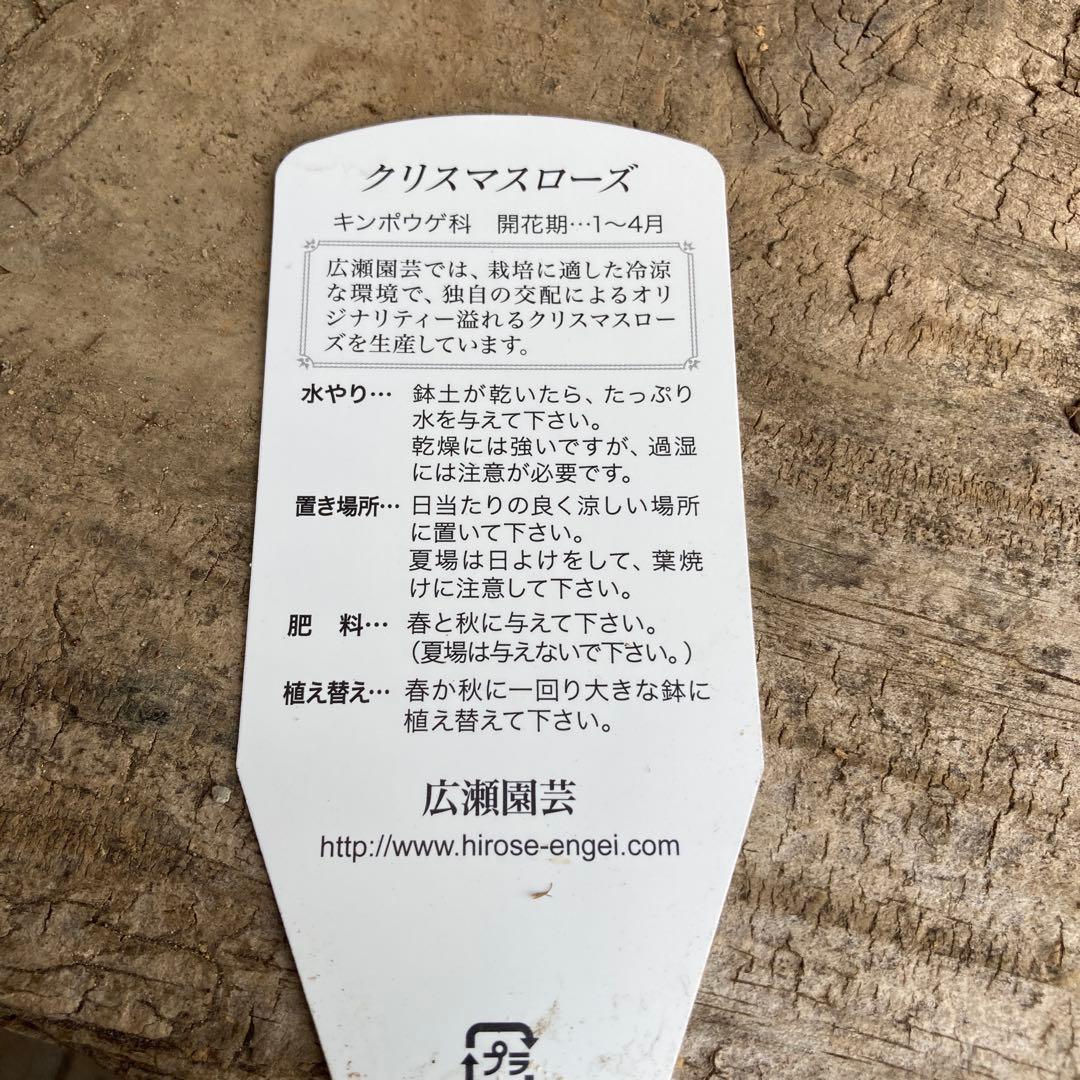 クリスマスローズ
キンポウゲ科　開花期…1〜4月
広瀬園芸では、栽培に適した冷涼
な環境で、独自の交配によるオリ
ジナリティー溢れるクリスマスロー
ズを生産しています。
水やり… 鉢土が乾いたら、たっぷり
水を与えて下さい。
乾燥には強いですが、過湿
には注意が必要です。
置き場所… 日当たりの良く涼しい場所
に置いて下さい。
夏場は日よけをして、葉焼
けに注意して下さい。
肥　料… 春と秋に与えて下さい。
（夏場は与えないで下さい。）
植え替え… 春か秋に一回り大きな鉢に
植え替えて下さい。
広瀬園芸
http://www.hirose-engei.com
プラ